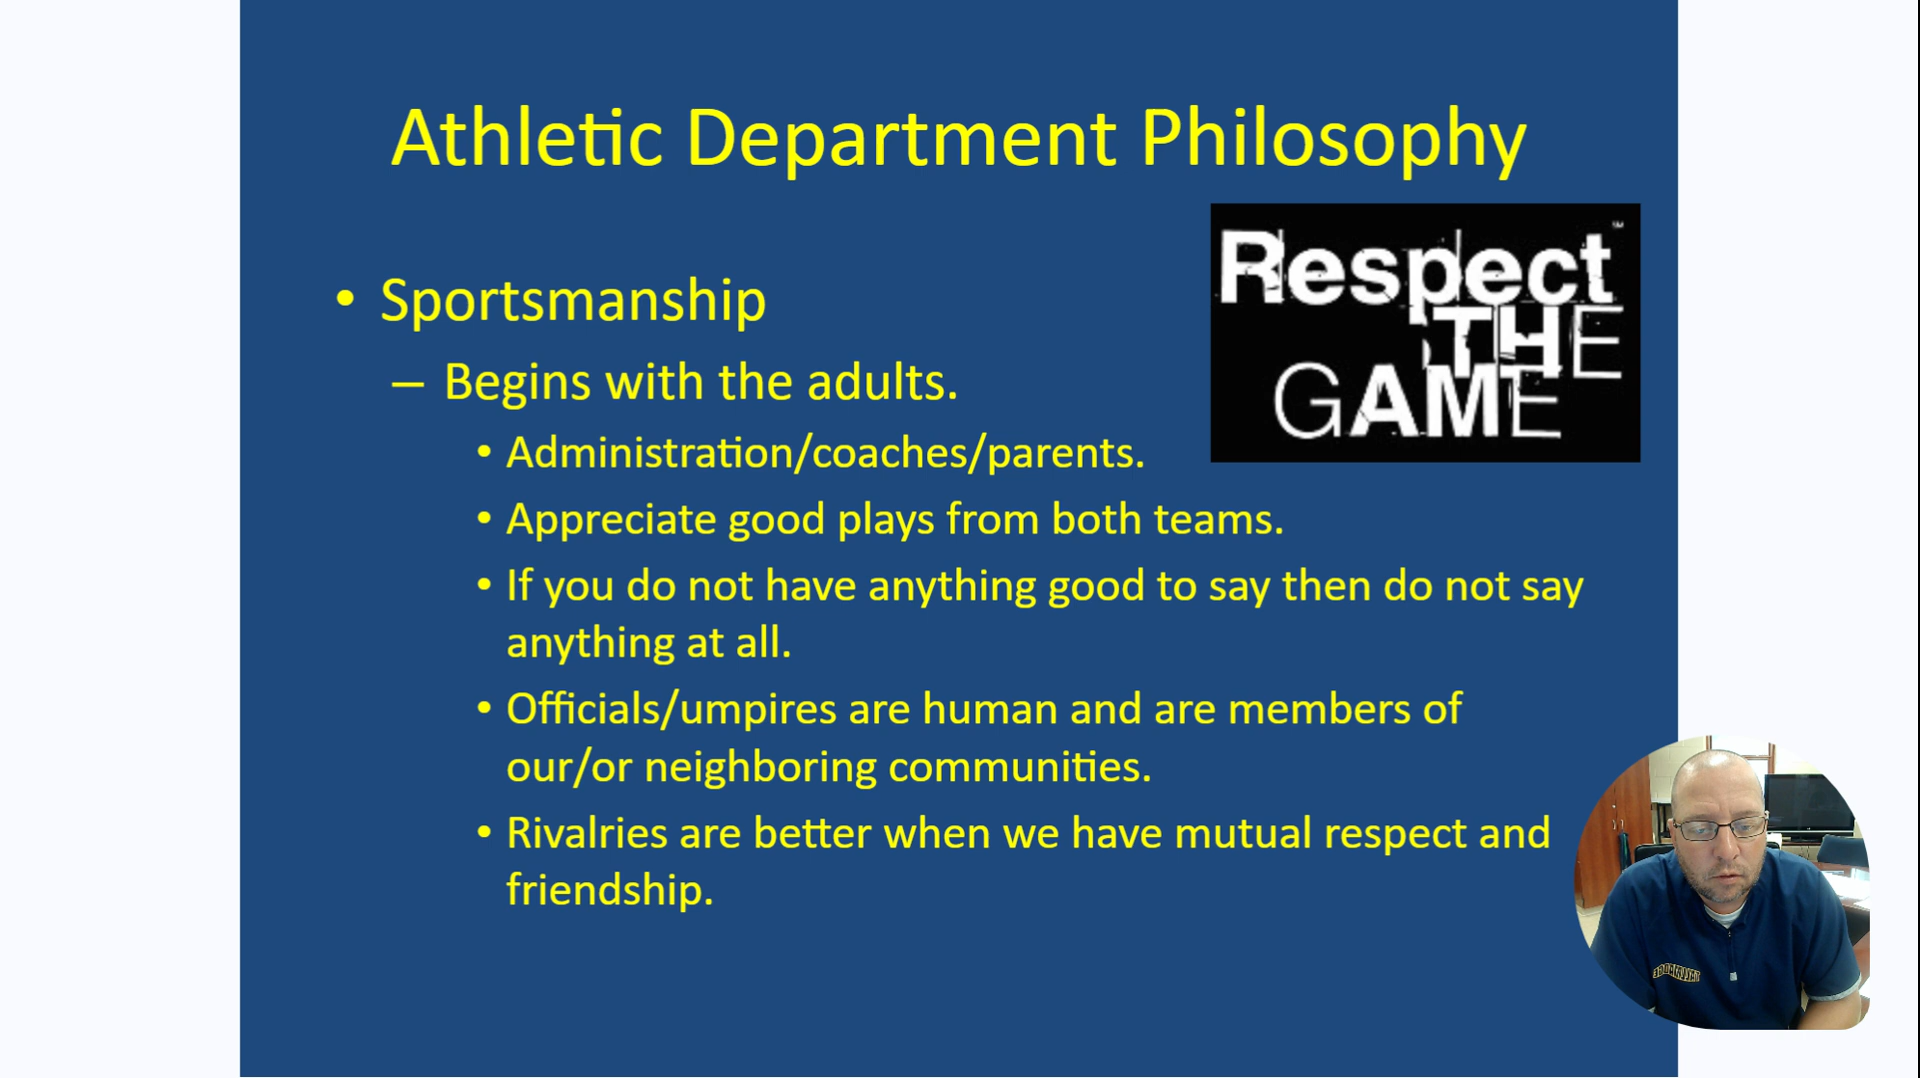 Athletic Department Philosophy
Respect
™
THE
GAME
• Sportsmanship
– Begins with the adults.
• Administration/coaches/parents.
• Appreciate good plays from both teams.
• If you do not have anything good to say then do not say
anything at all.
• Officials/umpires are human and are members of
our/or neighboring communities.
• Rivalries are better when we have mutual respect and
friendship.